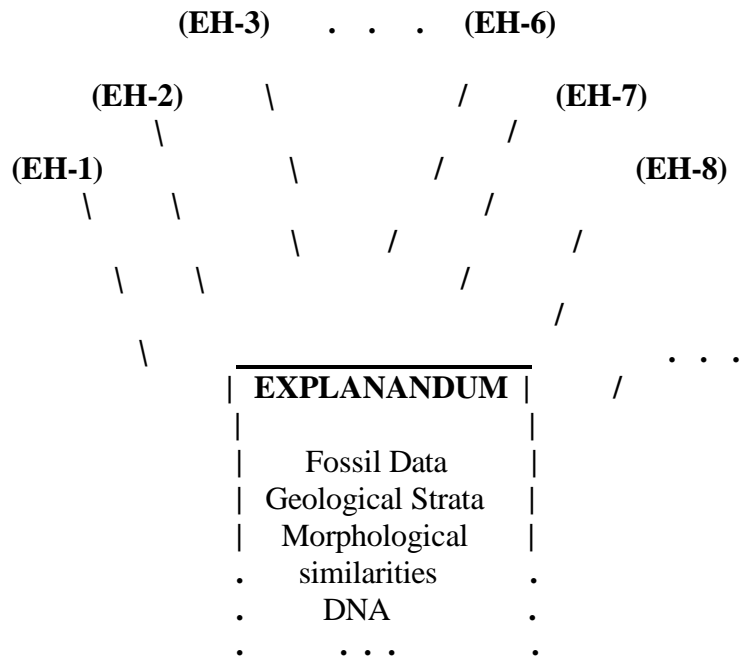 (EH-3) . . . (EH-6)
(EH-2) \ / (EH-7)
\ /
(EH-1) \ / (EH-8)
\ \ /
\ / /
\ \ /
/
\ . . .
| EXPLANANDUM | /
| |
| Fossil Data |
| Geological Strata |
| Morphological |
. similarities .
. DNA .
. . . . .